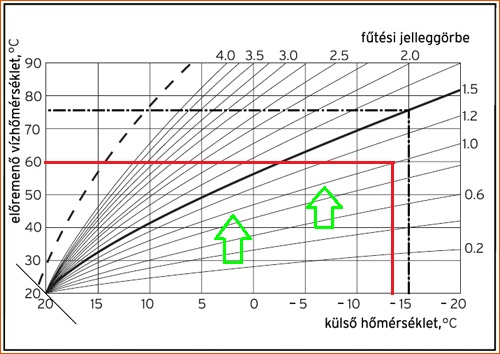 fűtési jelleggörbe
4.0 3.5 3.0 2.5 2.0
előremenő vízhőmérséklet,°C
90
80
70
60
50
40
30
20
1.5
1.2
1.0
0.6
0.2
20 15 10 5 0 - 5 - 10 - 15 - 20
külső hőmérséklet,°C